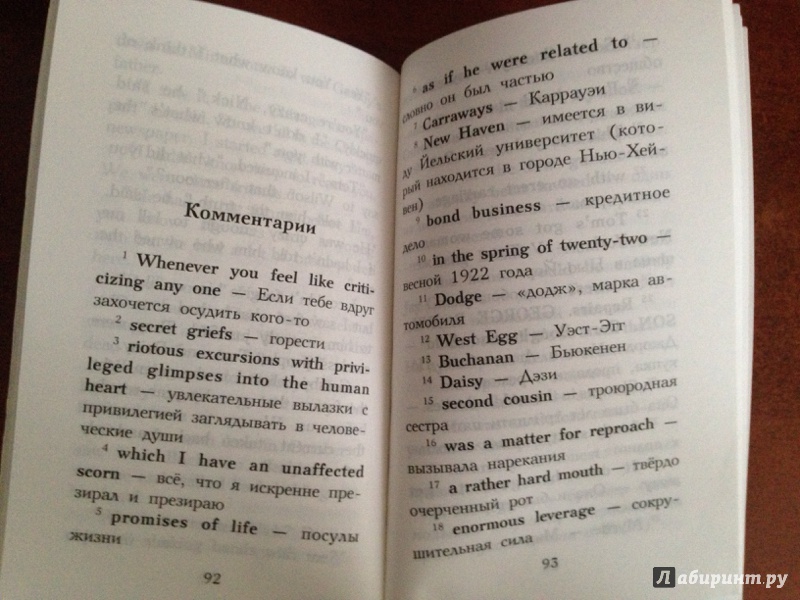 Комментарии
1 Whenever you feel like criti-
cizing any one — Если тебе вдруг
захочется осудить кого-то
2 secret griefs — горести
3 riotous excursions with privi-
leged glimpses into the human
heart — увлекательные вылазки с
привилегией заглядывать в челове-
ческие души
4 which I have an unaffected
scorn — всё, что я искренне пре-
зирал и презираю
5 promises of life — посулы
жизни
92
6 as if he were related to —
словно он был частью
7 Carraways — Каррауэи
8 New Haven — имеется в ви-
ду Йельский университет (кото-
рый находится в городе Нью-Хей-
вен)
9 bond business — кредитное
дело
10 in the spring of twenty-two —
весной 1922 года
11 Dodge — «додж», марка ав-
томобиля
12 West Egg — Уэст-Эгг
13 Buchanan — Бьюкенен
14 Daisy — Дэзи
15 second cousin — троюродная
сестра
16 was a matter for reproach —
вызывала нарекания
17 a rather hard mouth — твёрдо
очерченный рот
18 enormous leverage — сокру-
шительная сила
93
Лабиринт.ру